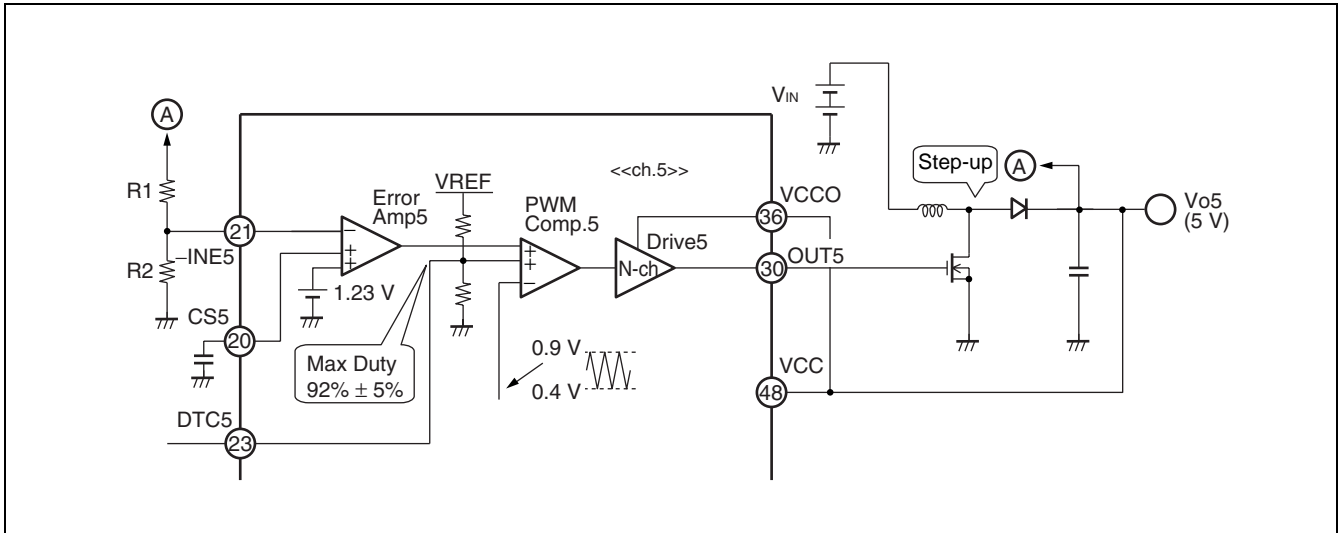 A
R1
R2
–INE5
21
CS5
20
DTC5
23
Error
Amp5
1.23 V
Max Duty
92% ± 5%
VREF
PWM
Comp.5
0.9 V
0.4 V
<<ch.5>>
Drive5
N-ch
VCCO
36
OUT5
30
VCC
48
VIN
Step-up
A
Vo5
(5 V)